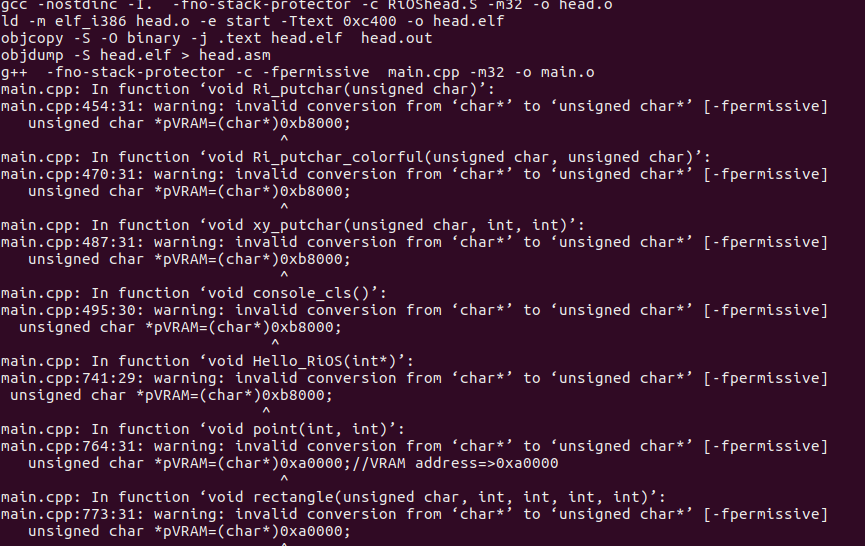 gcc -nostdinc -I.  -fno-stack-protector -c RiOShead.S -m32 -o head.o
ld -m elf_i386 head.o -e start -Ttext 0xc400 -o head.elf
objcopy -S -O binary -j .text head.elf  head.out
objdump -S head.elf > head.asm
g++  -fno-stack-protector -c -fpermissive  main.cpp -m32 -o main.o
main.cpp: In function ‘void Ri_putchar(unsigned char)’:
main.cpp:454:31: warning: invalid conversion from ‘char*’ to ‘unsigned char*’ [-fpermissive]
   unsigned char *pVRAM=(char*)0xb8000;
                               ^
main.cpp: In function ‘void Ri_putchar_colorful(unsigned char, unsigned char)’:
main.cpp:470:31: warning: invalid conversion from ‘char*’ to ‘unsigned char*’ [-fpermissive]
   unsigned char *pVRAM=(char*)0xb8000;
                               ^
main.cpp: In function ‘void xy_putchar(unsigned char, int, int)’:
main.cpp:487:31: warning: invalid conversion from ‘char*’ to ‘unsigned char*’ [-fpermissive]
   unsigned char *pVRAM=(char*)0xb8000;
                               ^
main.cpp: In function ‘void console_cls()’:
main.cpp:495:30: warning: invalid conversion from ‘char*’ to ‘unsigned char*’ [-fpermissive]
  unsigned char *pVRAM=(char*)0xb8000;
                              ^
main.cpp: In function ‘void Hello_RiOS(int*)’:
main.cpp:741:29: warning: invalid conversion from ‘char*’ to ‘unsigned char*’ [-fpermissive]
 unsigned char *pVRAM=(char*)0xb8000;
                             ^
main.cpp: In function ‘void point(int, int)’:
main.cpp:764:31: warning: invalid conversion from ‘char*’ to ‘unsigned char*’ [-fpermissive]
   unsigned char *pVRAM=(char*)0xa0000;//VRAM address=>0xa0000
                               ^
main.cpp: In function ‘void rectangle(unsigned char, int, int, int, int)’:
main.cpp:773:31: warning: invalid conversion from ‘char*’ to ‘unsigned char*’ [-fpermissive]
   unsigned char *pVRAM=(char*)0xa0000;
                               ^